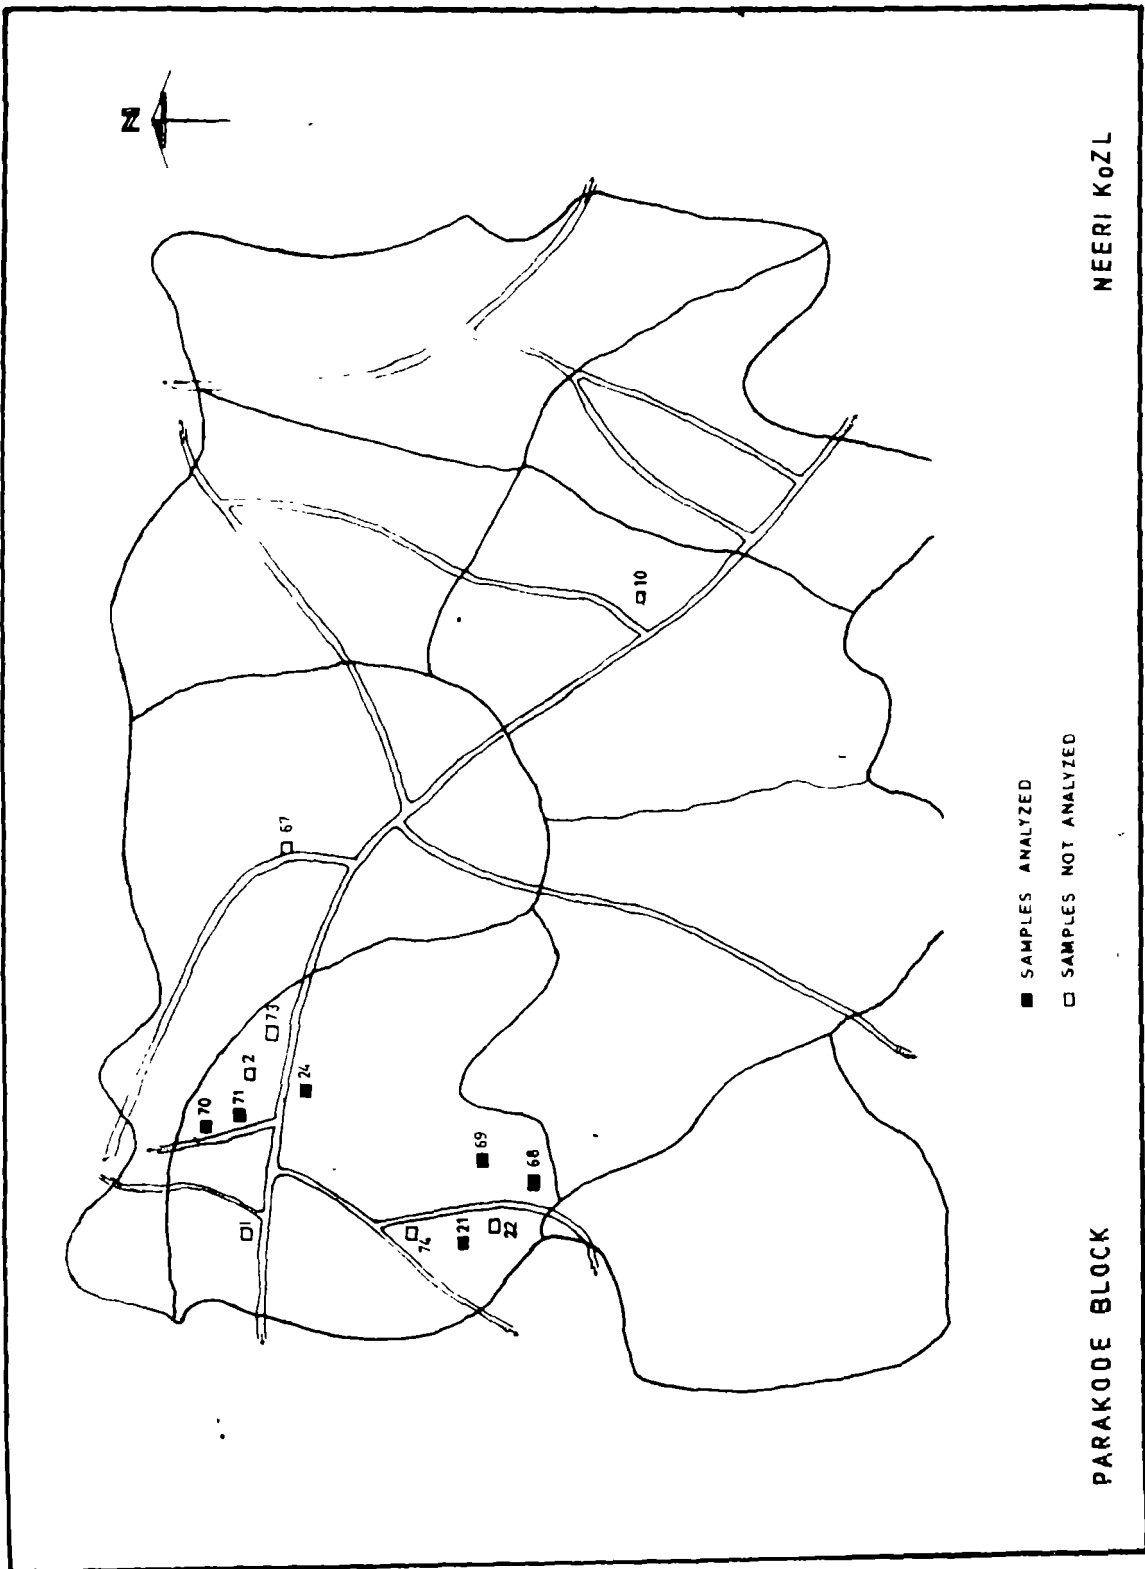 N
67
73
2
70
71
24
1
69
68
74
21
22
10
■ SAMPLES ANALYZED
□ SAMPLES NOT ANALYZED
PARAKODE BLOCK
NEERI KoZL